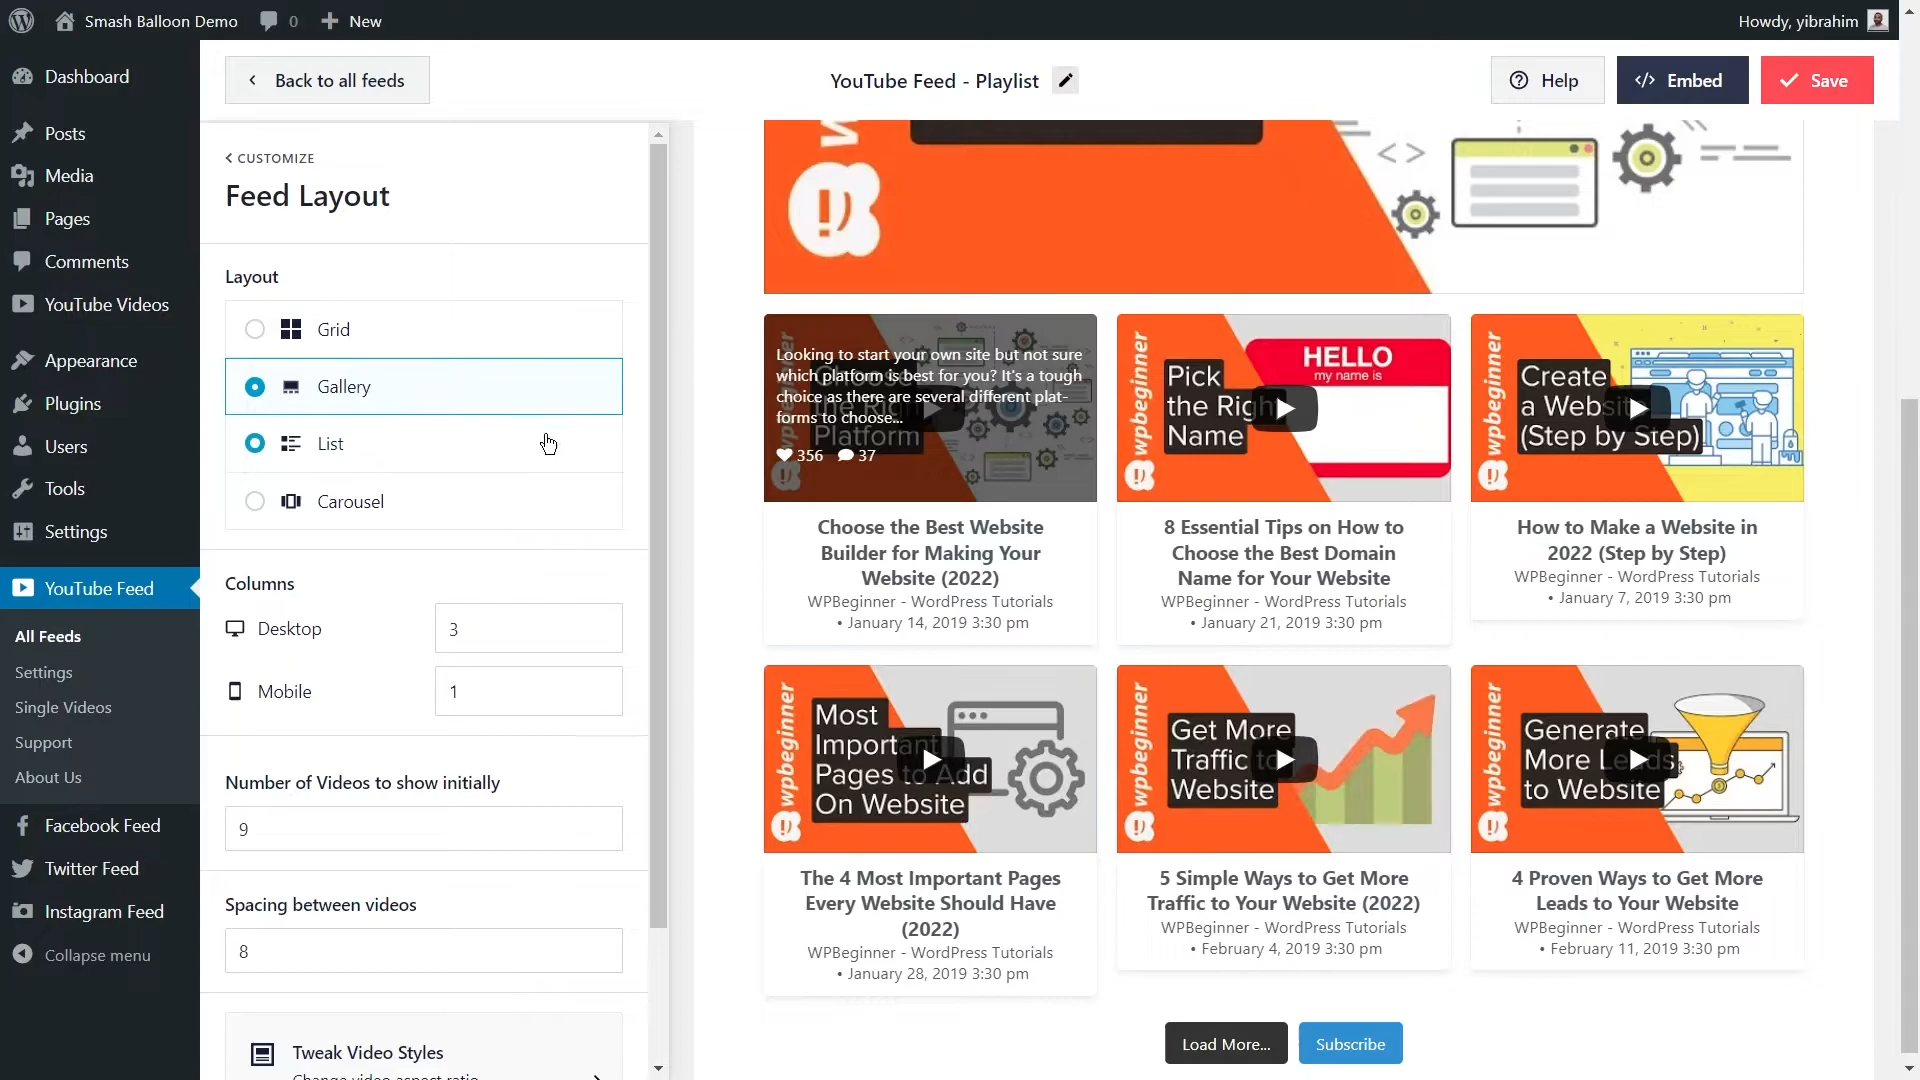 Smash Balloon Demo
0
New
Howdy, yibrahim
Dashboard
Posts
Media
Pages
Comments
YouTube Videos
Appearance
Plugins
Users
Tools
Settings
YouTube Feed
All Feeds
Settings
Single Videos
Support
About Us
Facebook Feed
Twitter Feed
Instagram Feed
Collapse menu
Back to all feeds
YouTube Feed - Playlist
Help
Embed
Save
CUSTOMIZE
Feed Layout
Layout
Grid
Gallery
List
Carousel
Columns
Desktop
3
Mobile
1
Number of Videos to show initially
9
Spacing between videos
8
Tweak Video Styles
Change video aspect ratio
Looking to start your own site but not sure
which platform is best for you? It's a tough
choice as there are several different plat-
forms to choose...
Platform
356
37
Choose the Best Website
Builder for Making Your
Website (2022)
WPBeginner - WordPress Tutorials
• January 14, 2019 3:30 pm
wpbeginner
Pick
the Right
Name
HELLO
my name is
8 Essential Tips on How to
Choose the Best Domain
Name for Your Website
WPBeginner - WordPress Tutorials
• January 21, 2019 3:30 pm
wpbeginner
Create
a Website
(Step by Step)
How to Make a Website in
2022 (Step by Step)
WPBeginner - WordPress Tutorials
• January 7, 2019 3:30 pm
wpbeginner
Most
Important
Pages to Add
On Website
The 4 Most Important Pages
Every Website Should Have
(2022)
WPBeginner - WordPress Tutorials
• January 28, 2019 3:30 pm
wpbeginner
Get More
Traffic to
Website
5 Simple Ways to Get More
Traffic to Your Website (2022)
WPBeginner - WordPress Tutorials
• February 4, 2019 3:30 pm
wpbeginner
Generate
More Leads
to Website
4 Proven Ways to Get More
Leads to Your Website
WPBeginner - WordPress Tutorials
• February 11, 2019 3:30 pm
Load More...
Subscribe